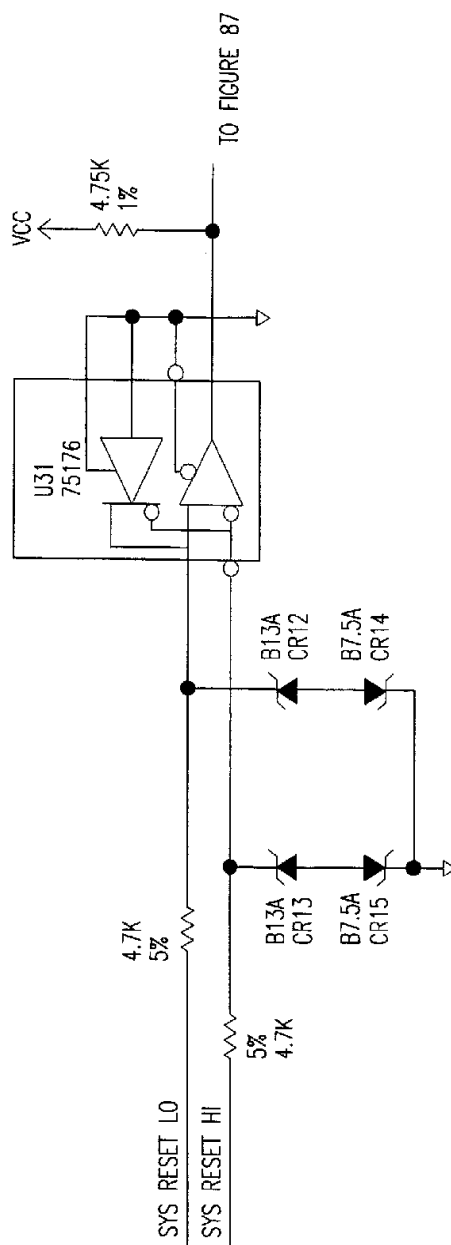 SYS RESET LO
SYS RESET HI
4.7K
5%
5%
4.7K
B13A
CR13
B7.5A
CR15
B13A
CR12
B7.5A
CR14
U31
75176
VCC
4.75K
1%
TO FIGURE 87